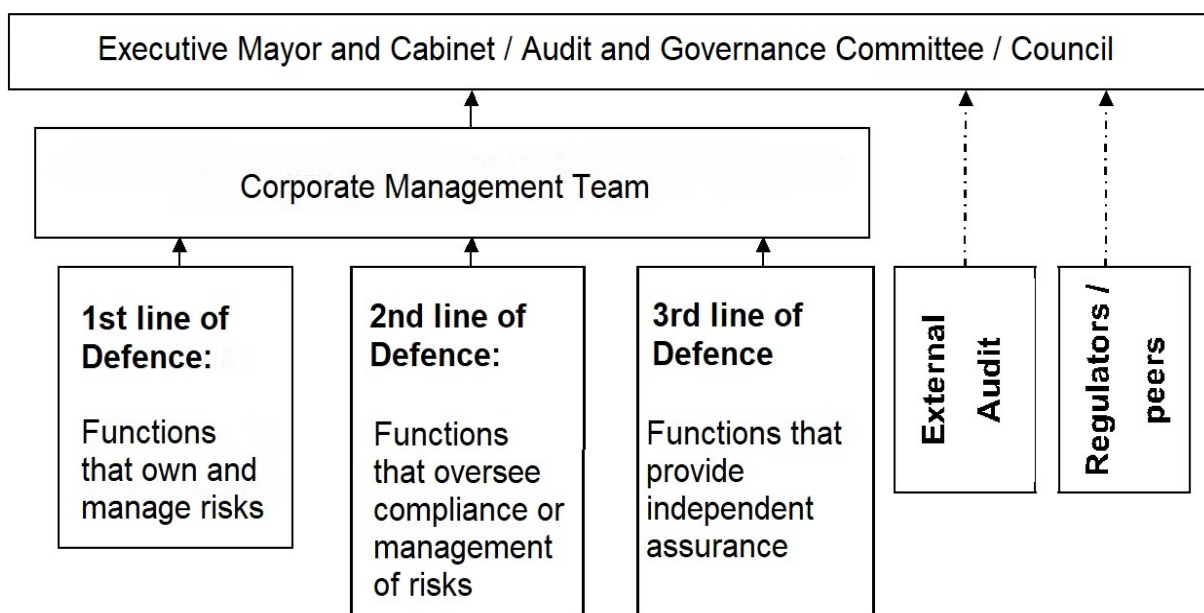 Executive Mayor and Cabinet / Audit and Governance Committee / Council
Corporate Management Team
1st line of
Defence:
Functions
that own and
manage risks
2nd line of
Defence:
Functions
that oversee
compliance or
management
of risks
3rd line of
Defence
Functions that
provide
independent
assurance
External
Audit
Regulators /
peers